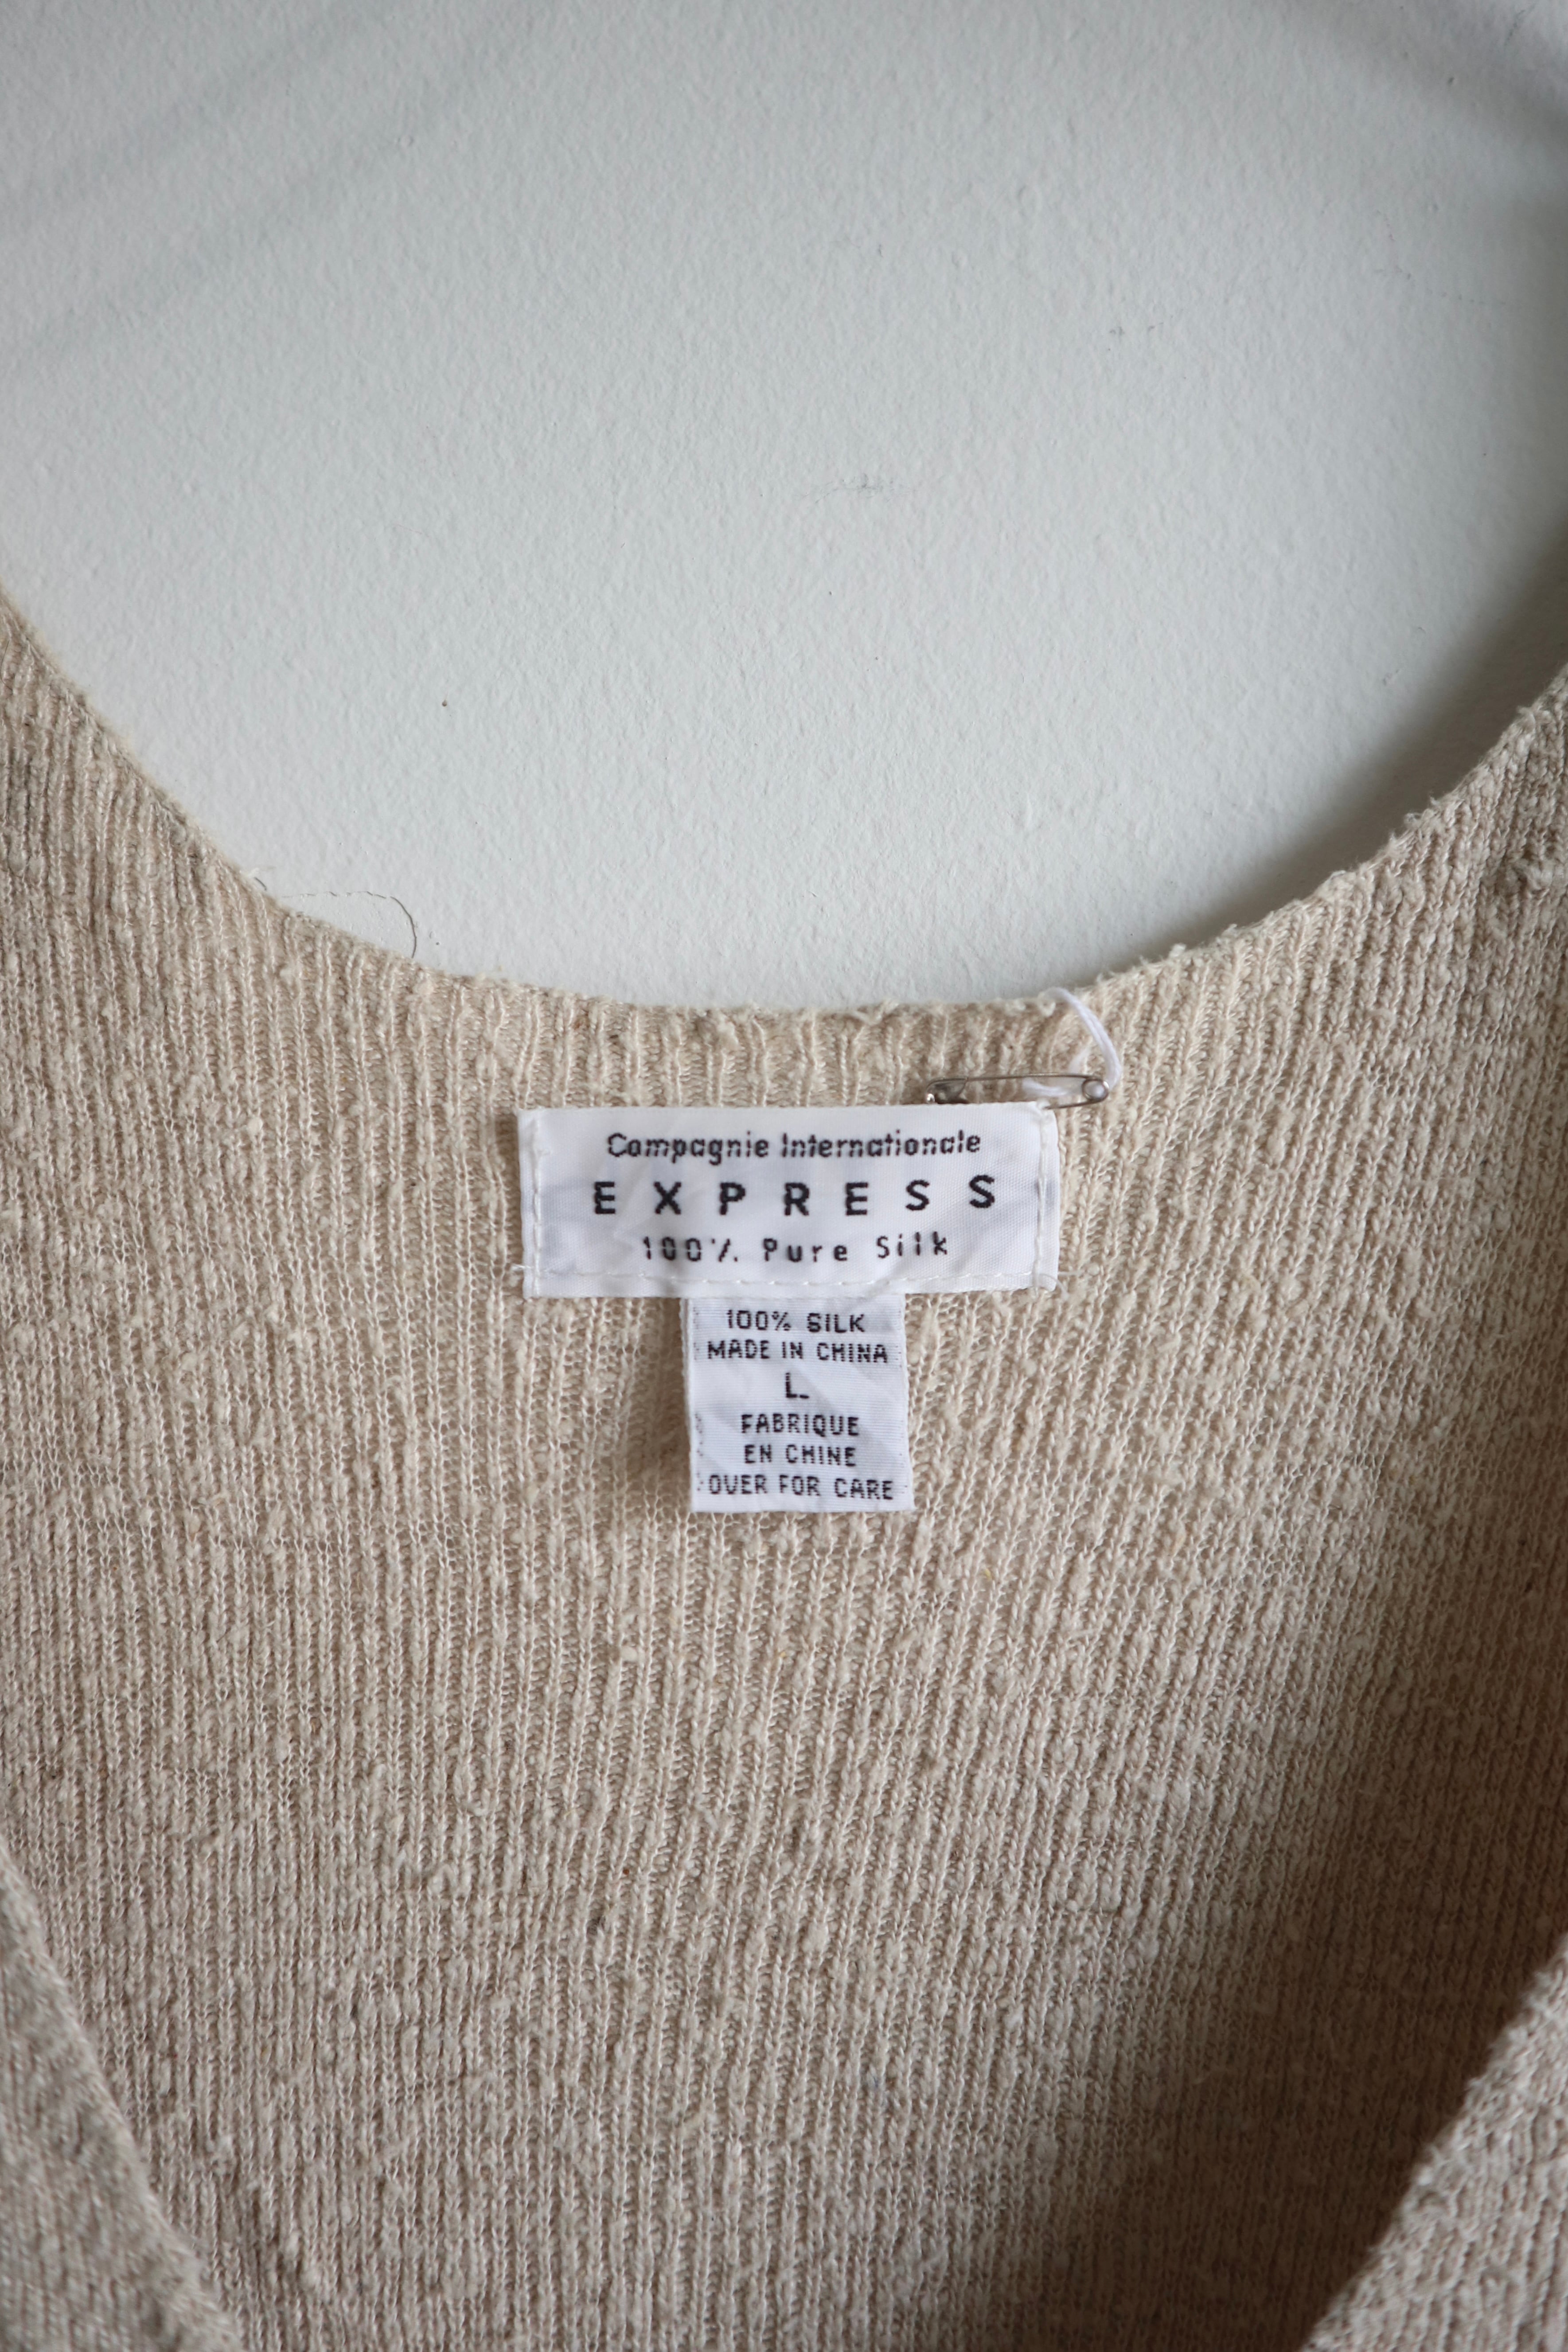 Compagnie Internationale
EXPRESS
100% Pure Silk
100% SILK
MADE IN CHINA
L
FABRIQUE
EN CHINE
OVER FOR CARE